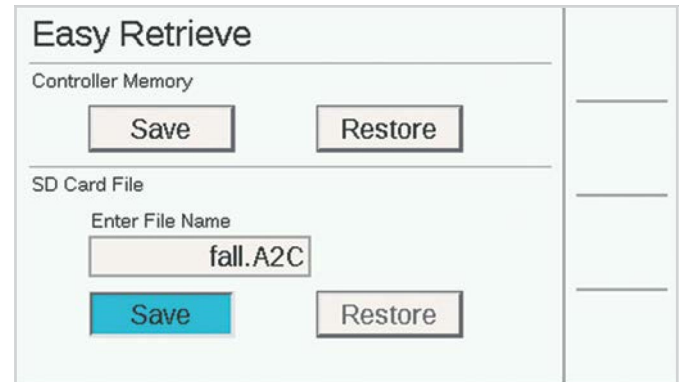 Easy Retrieve
Controller Memory
Save Restore
SD Card File
Enter File Name
fall.A2C
Save Restore